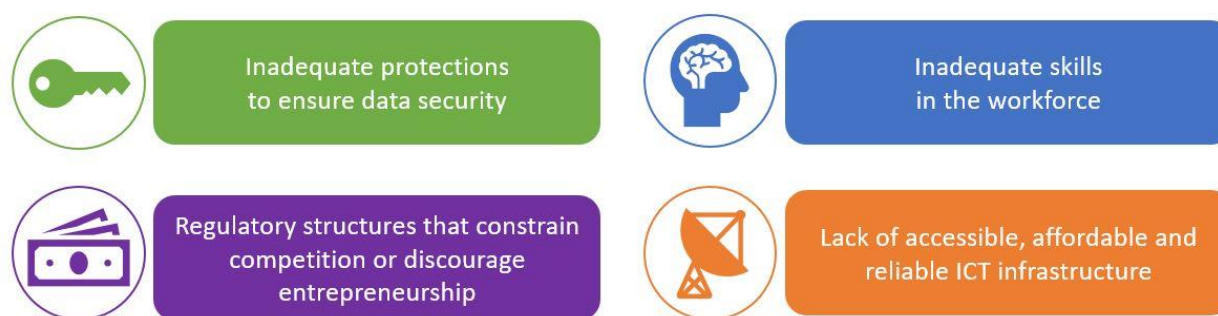 Inadequate protections
to ensure data security
Inadequate skills
in the workforce
Regulatory structures that constrain
competition or discourage
entrepreneurship
Lack of accessible, affordable and
reliable ICT infrastructure